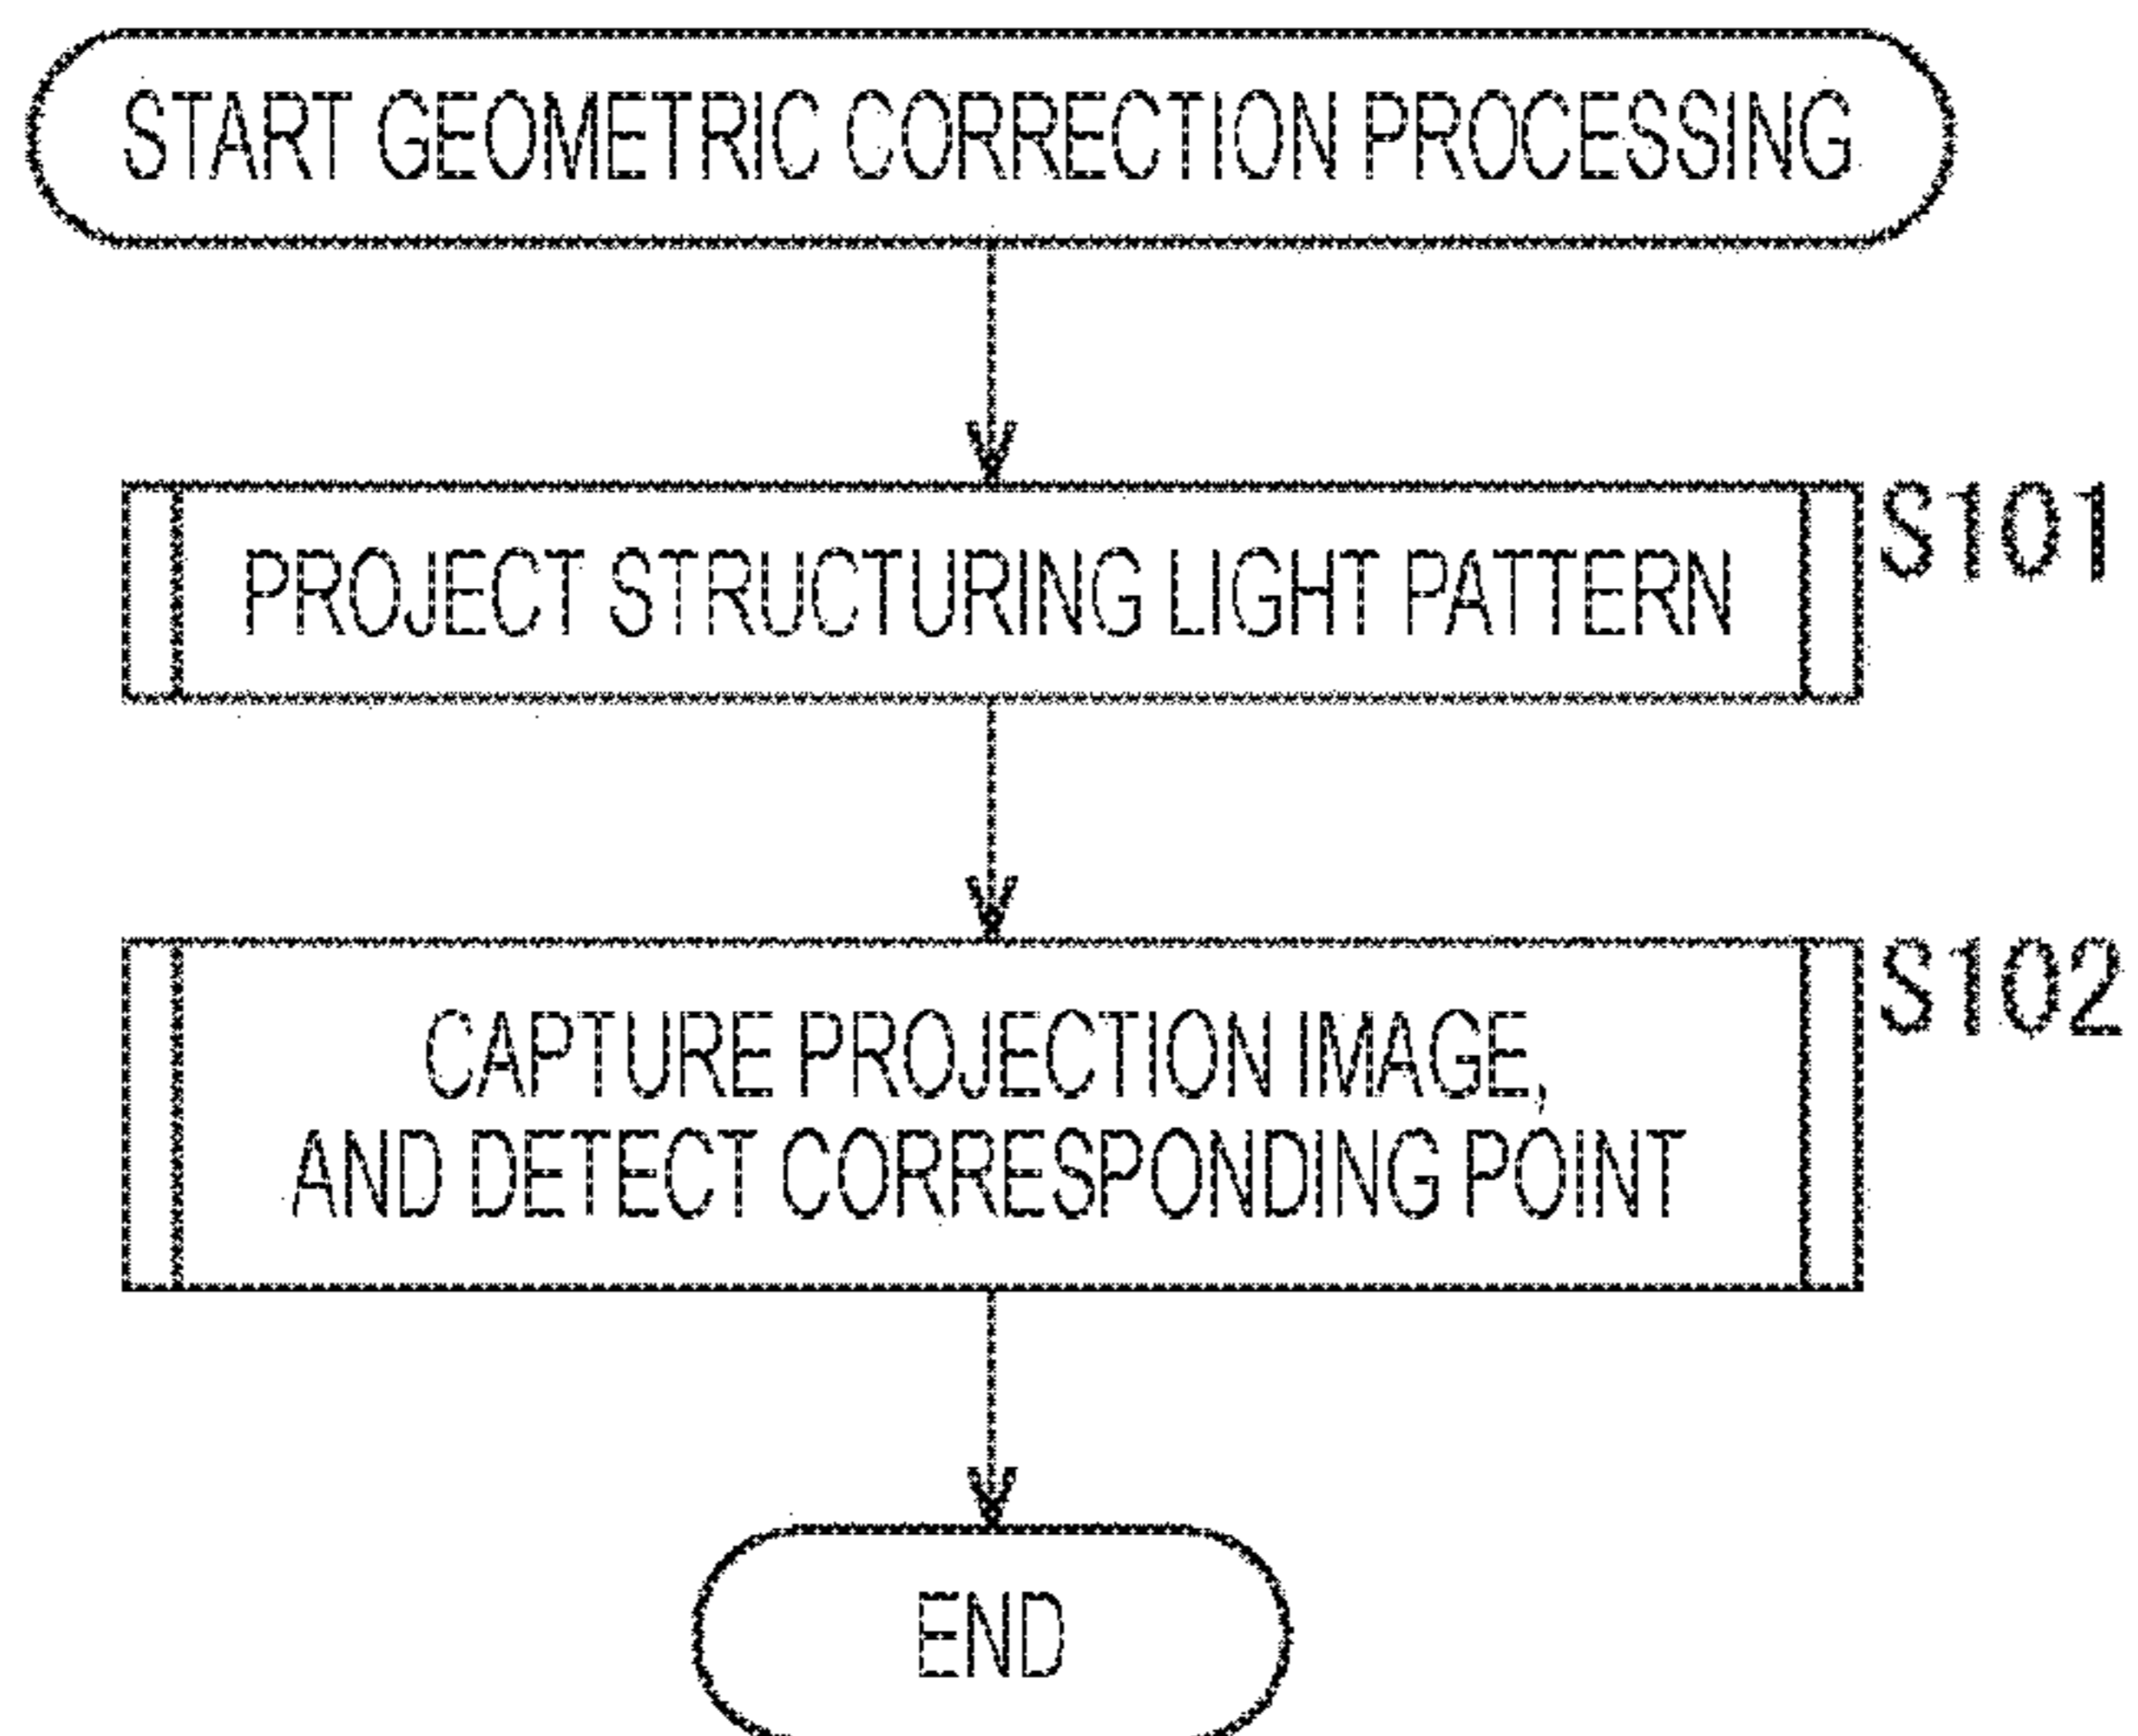 START GEOMETRIC CORRECTION PROCESSING
PROJECT STRUCTURING LIGHT PATTERN
S101
CAPTURE PROJECTION IMAGE,
AND DETECT CORRESPONDING POINT
S102
END